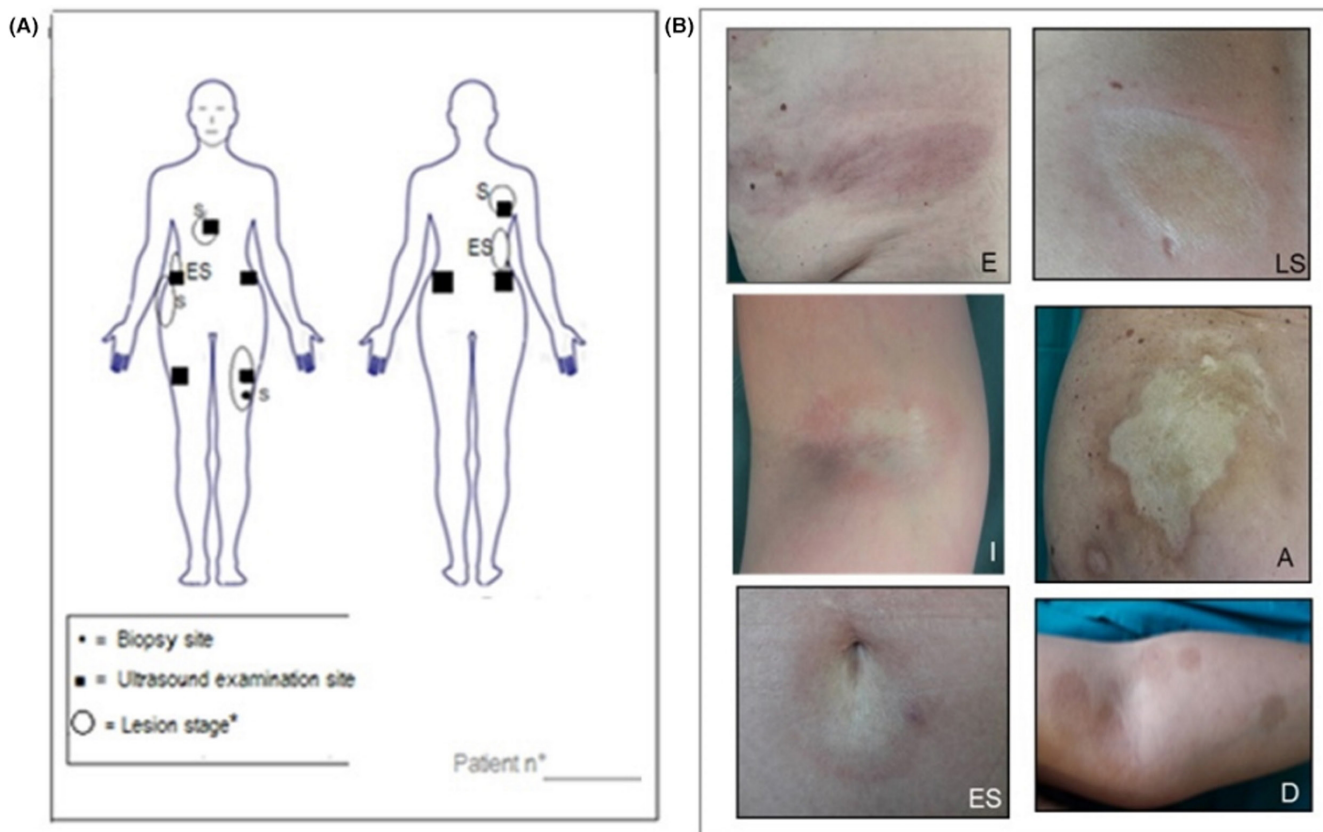 (A)
(B)
S
ES
s
s
S
ES
• = Biopsy site
■ = Ultrasound examination site
= Lesion stage*
Patient n°
E
LS
I
A
ES
D